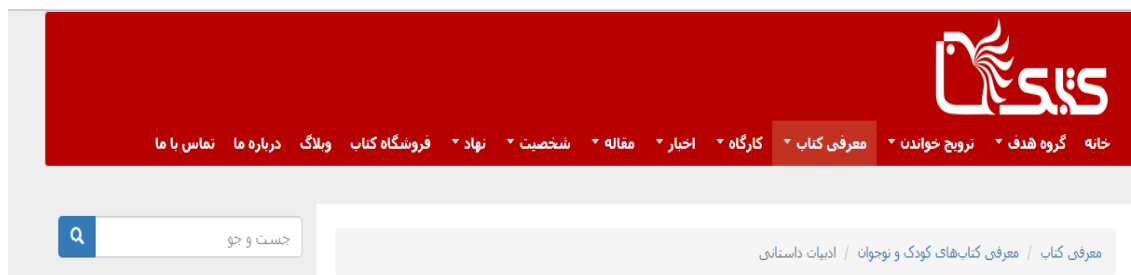 کتابک
خانه گروه هدف ترویج خواندن معرفی کتاب کارگاه اخبار مقاله شخصیت نهاد فروشگاه کتاب وبلاگ درباره ما تماس با ما
جست و جو
معرفی کتاب / معرفی کتاب‌های کودک و نوجوان / ادبیات داستانی